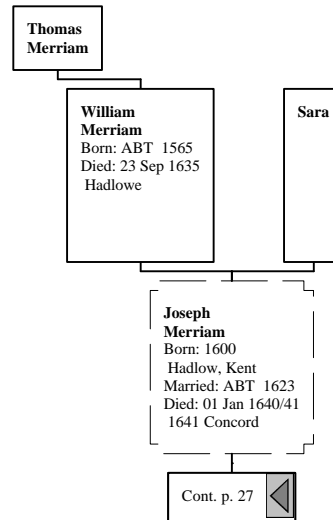 Thomas
Merriam
William
Merriam
Born: ABT 1565
Died: 23 Sep 1635
Hadlowe
Sara
Joseph
Merriam
Born: 1600
Hadlow, Kent
Married: ABT 1623
Died: 01 Jan 1640/41
1641 Concord
Cont. p. 27